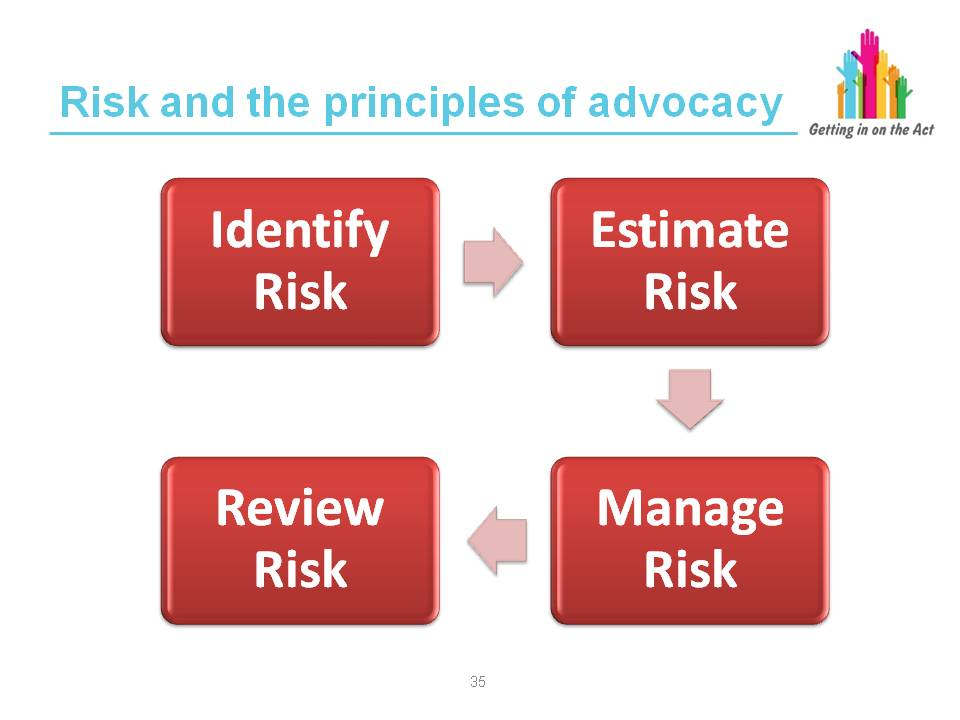 Risk and the principles of advocacy
Getting in on the Act
Identify
Risk
Estimate
Risk
Manage
Risk
Review
Risk
35